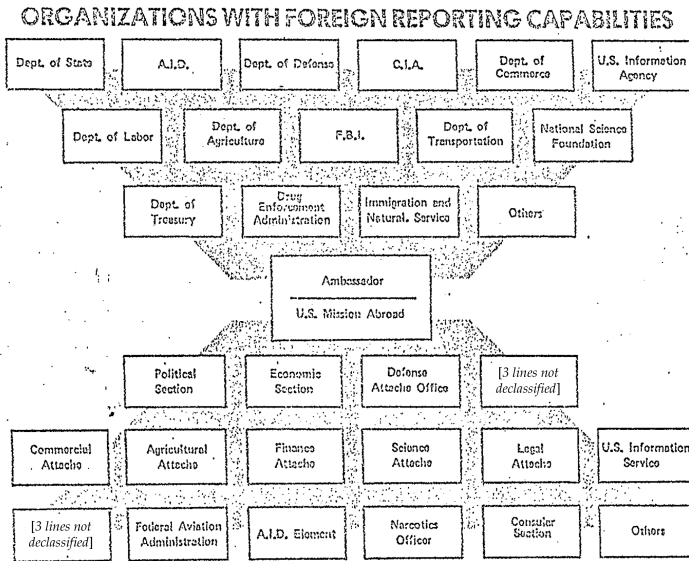 ORGANIZATIONS WITH FOREIGN REPORTING CAPABILITIES
Dept. of State
A.I.D.
Dept. of Defense
C.I.A.
Dept. of
Commerce
U.S. Information
Agency
Dept. of Labor
Dept. of
Agriculture
F.B.I.
Dept. of
Transportation
National Science
Foundation
Dept. of
Treasury
Drug
Enforcement
Administration
Immigration and
Natural. Service
Others
Ambassador
U.S. Mission Abroad
Political
Section
Economic
Section
Defense
Attache Office
[3 lines not
declassified]
Commercial
Attache
Agricultural
Attache
Finance
Attache
Science
Attache
Legal
Attache
U.S. Information
Service
[3 lines not
declassified]
Federal Aviation
Administration
A.I.D. Element
Narcotics
Officer
Consular
Section
Others